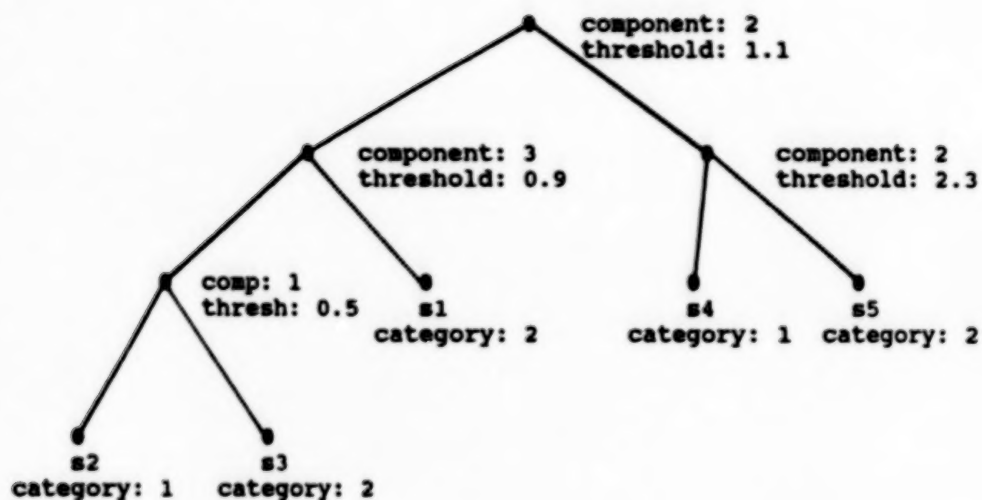 component: 2
threshold: 1.1
component: 3
threshold: 0.9
component: 2
threshold: 2.3
comp: 1
thresh: 0.5
s1
category: 2
s4
category: 1
s5
category: 2
s2
category: 1
s3
category: 2